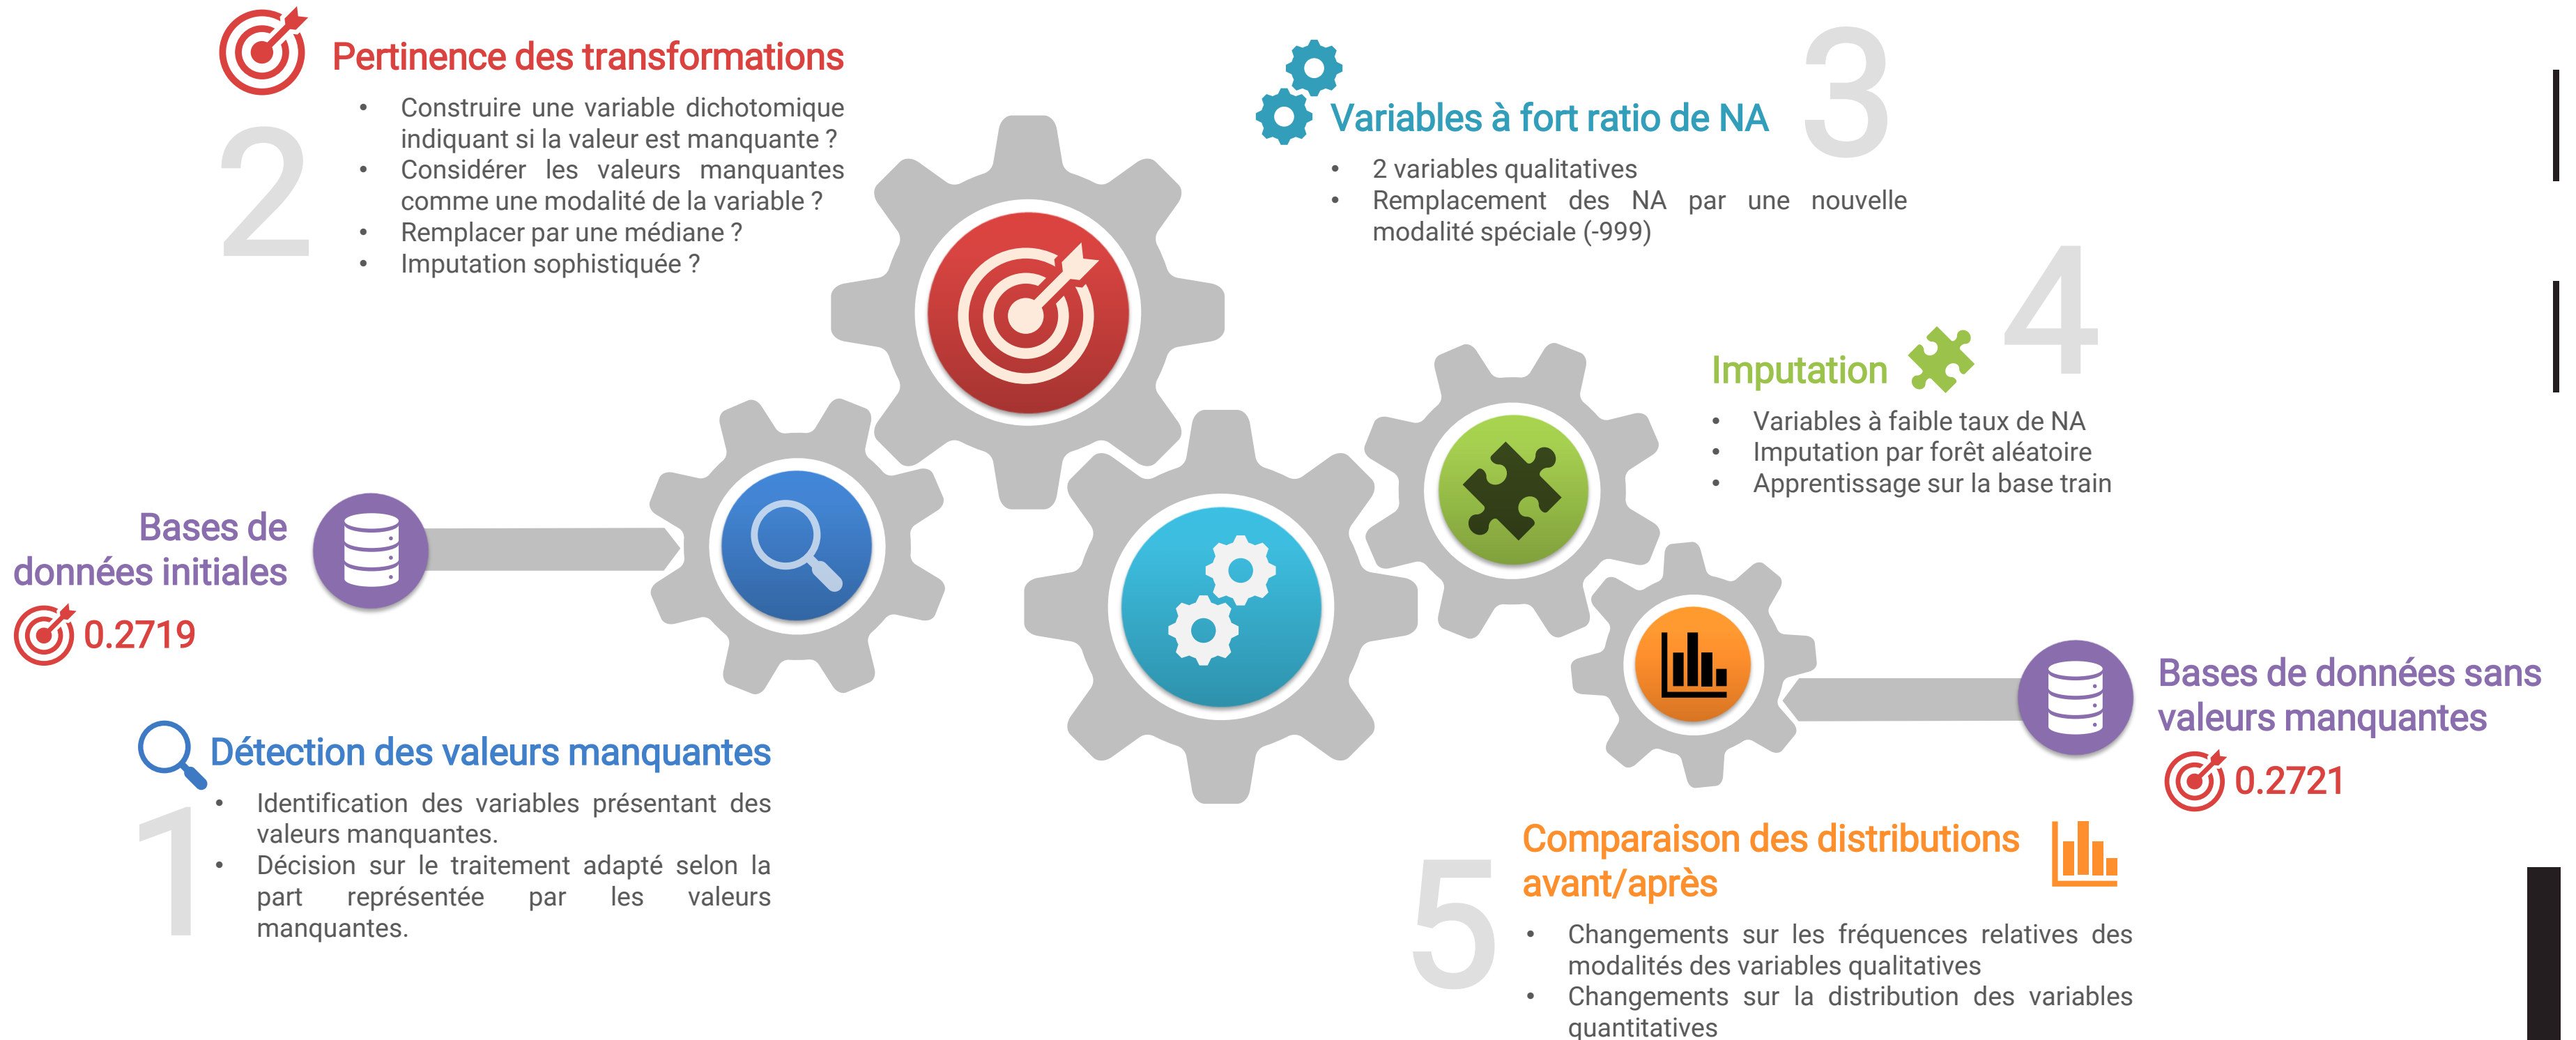 Pertinence des transformations
2
• Construire une variable dichotomique
indiquant si la valeur est manquante ?
• Considérer les valeurs manquantes
comme une modalité de la variable ?
• Remplacer par une médiane ?
• Imputation sophistiquée ?
3
Variables à fort ratio de NA
• 2 variables qualitatives
• Remplacement des NA par une nouvelle
modalité spéciale (-999)
4
Imputation
• Variables à faible taux de NA
• Imputation par forêt aléatoire
• Apprentissage sur la base train
Bases de
données initiales
0.2719
Bases de données sans
valeurs manquantes
0.2721
Détection des valeurs manquantes
1
• Identification des variables présentant des
valeurs manquantes.
• Décision sur le traitement adapté selon la
part représentée par les valeurs
manquantes.
Comparaison des distributions
avant/après
5
• Changements sur les fréquences relatives des
modalités des variables qualitatives
• Changements sur la distribution des variables
quantitatives